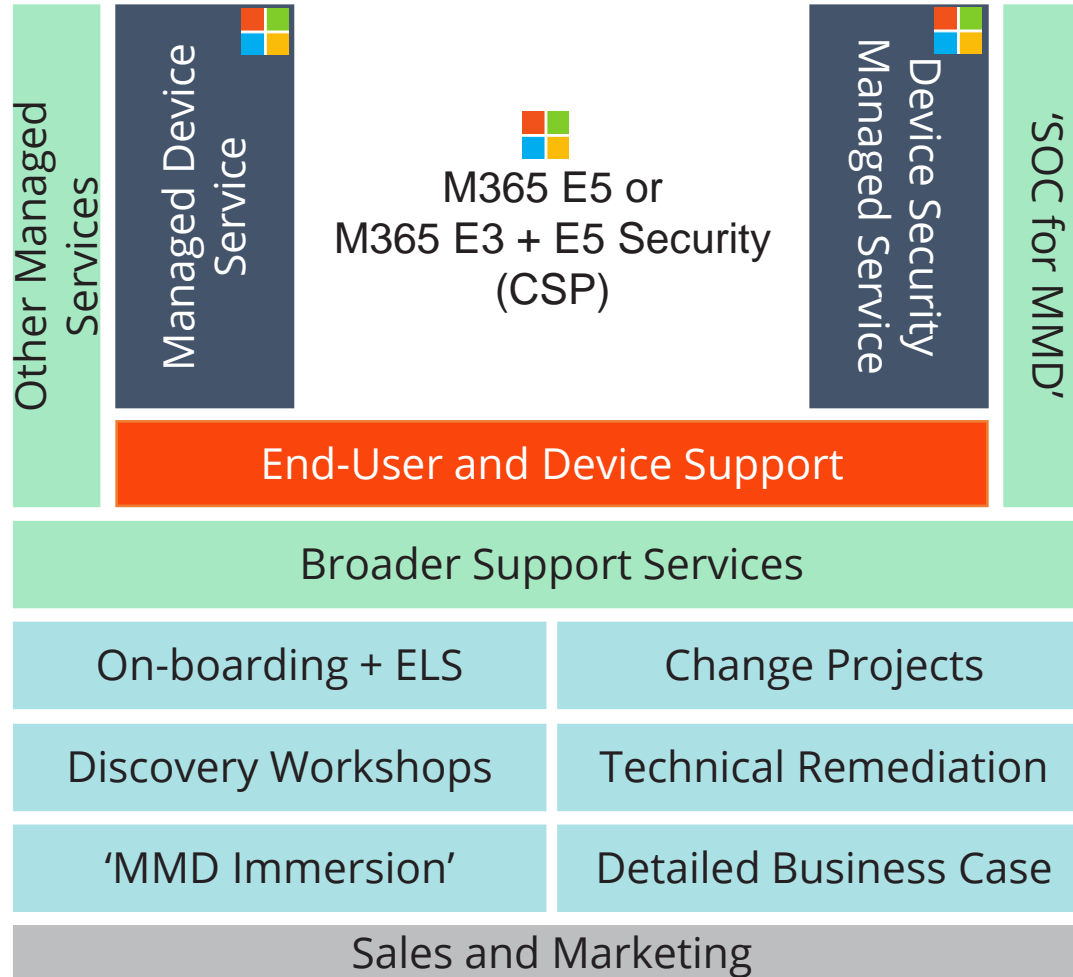 Other Managed
Services
Managed Device
Service
M365 E5 or
M365 E3 + E5 Security
(CSP)
Device Security
Managed Service
‘SOC for MMD’
End-User and Device Support
Broader Support Services
On-boarding + ELS
Change Projects
Discovery Workshops
Technical Remediation
‘MMD Immersion’
Detailed Business Case
Sales and Marketing